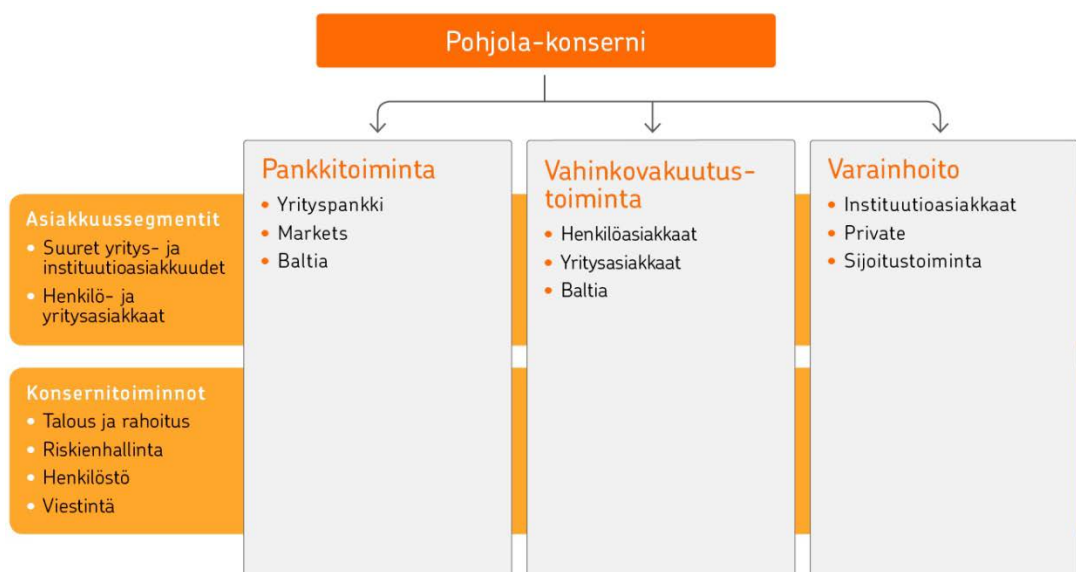 Pohjola-konserni
Pankkitoiminta
• Yrityspankki
• Markets
• Baltia
Vahinkovakuutus-
toiminta
• Henkilöasiakkaat
• Yritysasiakkaat
• Baltia
Varainhoito
• Instituutioasiakkaat
• Private
• Sijoitustoiminta
Asiakkuussegmentit
• Suuret yritys- ja
instituutioasiakkuudet
• Henkilö- ja
yritysasiakkaat
Konsernitoiminnot
• Talous ja rahoitus
• Riskienhallinta
• Henkilöstö
• Viestintä